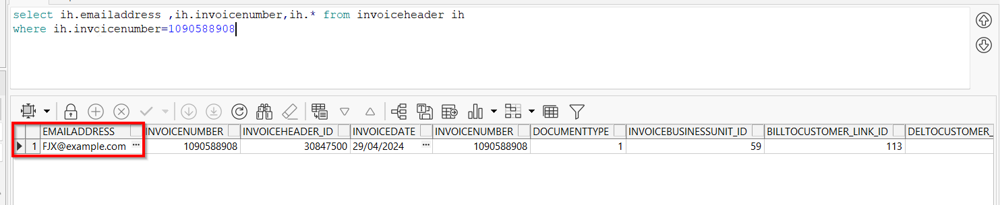 select ih.emailaddress ,ih.invoicenumber,ih.* from invoiceheader ih
where ih.invcicenumber=1090588908
EMAILADDRESS INVOICENUMBER INVOICEHEADER_ID INVOICEDATE INVOICENUMBER DOCUMENTTYPE INVOICEBUSINESSUNIT_ID BILLTOCUSTOMER_LINK_ID DELTOCUSTOMER_
1 FJX@example.com ... 1090588908 30847500 29/04/2024 ... 1090588908 1 59 113